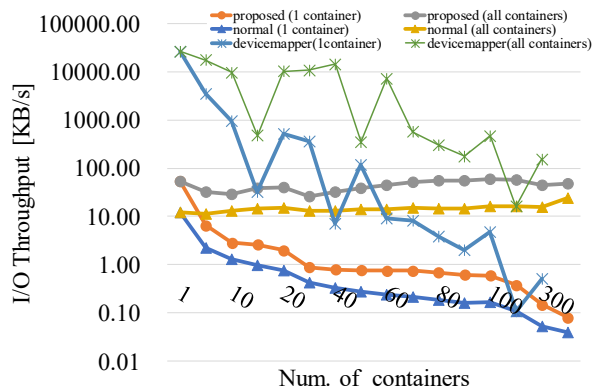 100000.00
proposed (1 container) proposed (all containers)
normal (1 container) normal (all containers)
devicemapper(1container) devicemapper(all containers)
10000.00
1000.00
100.00
10.00
1.00
0.10
0.01
I/O Throughput [KB/s]
1 10 20 40 60 80 100 300
Num. of containers